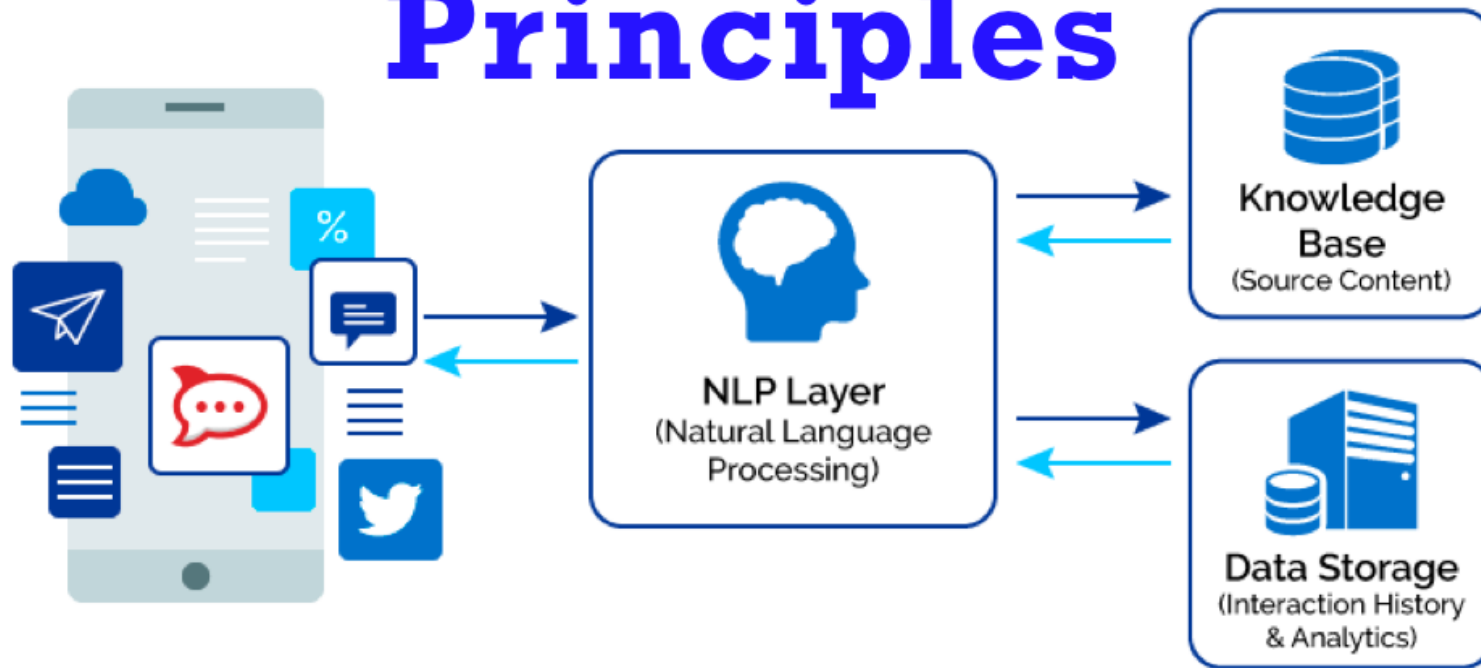 Principles
%
NLP Layer
(Natural Language
Processing)
Knowledge
Base
(Source Content)
Data Storage
(Interaction History
& Analytics)